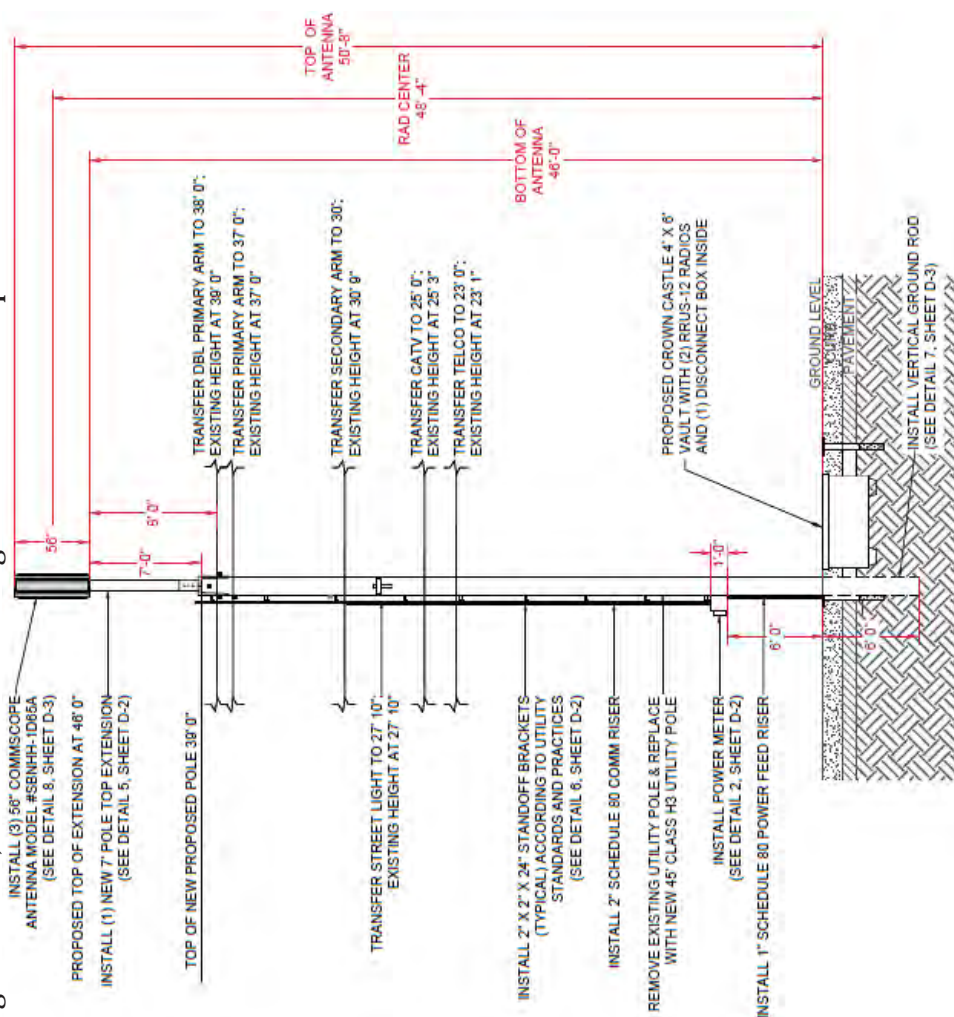 INSTALL (3) 56" COMMSCOPE
ANTENNA MODEL #SBNHH-1D65A
(SEE DETAIL 8, SHEET D-3)
PROPOSED TOP OF EXTENSION AT 46' 0"
INSTALL (1) NEW 7' POLE TOP EXTENSION
(SEE DETAIL 5, SHEET D-2)
TOP OF NEW PROPOSED POLE 39' 0"
TRANSFER STREET LIGHT TO 27' 10";
EXISTING HEIGHT AT 27' 10"
INSTALL 2" X 2" X 24" STANDOFF BRACKETS
(TYPICAL) ACCORDING TO UTILITY
STANDARDS AND PRACTICES
(SEE DETAIL 6, SHEET D-2)
INSTALL 2" SCHEDULE 80 COMM RISER
REMOVE EXISTING UTILITY POLE & REPLACE
WITH NEW 45' CLASS H3 UTILITY POLE
INSTALL POWER METER
(SEE DETAIL 2, SHEET D-2)
INSTALL 1" SCHEDULE 80 POWER FEED RISER
56"
7'-0"
8' 0"
1'-0"
6' 0"
6' 0"
TRANSFER DBL PRIMARY ARM TO 38' 0";
EXISTING HEIGHT AT 39' 0
TRANSFER PRIMARY ARM TO 37' 0";
EXISTING HEIGHT AT 37' 0
TRANSFER SECONDARY ARM TO 30';
EXISTING HEIGHT AT 30' 9"
TRANSFER CATV TO 25' 0";
EXISTING HEIGHT AT 25' 3"
TRANSFER TELCO TO 23' 0";
EXISTING HEIGHT AT 23' 1"
PROPOSED CROWN CASTLE 4' X 6'
VAULT WITH (2) RRUS-12 RADIOS
AND (1) DISCONNECT BOX INSIDE
GROUND LEVEL
CURB
PAVEMENT
INSTALL VERTICAL GROUND ROD
(SEE DETAIL 7, SHEET D-3)
BOTTOM OF
ANTENNA
46'-0"
RAD CENTER
48'-4"
TOP OF
ANTENNA
50'-8"